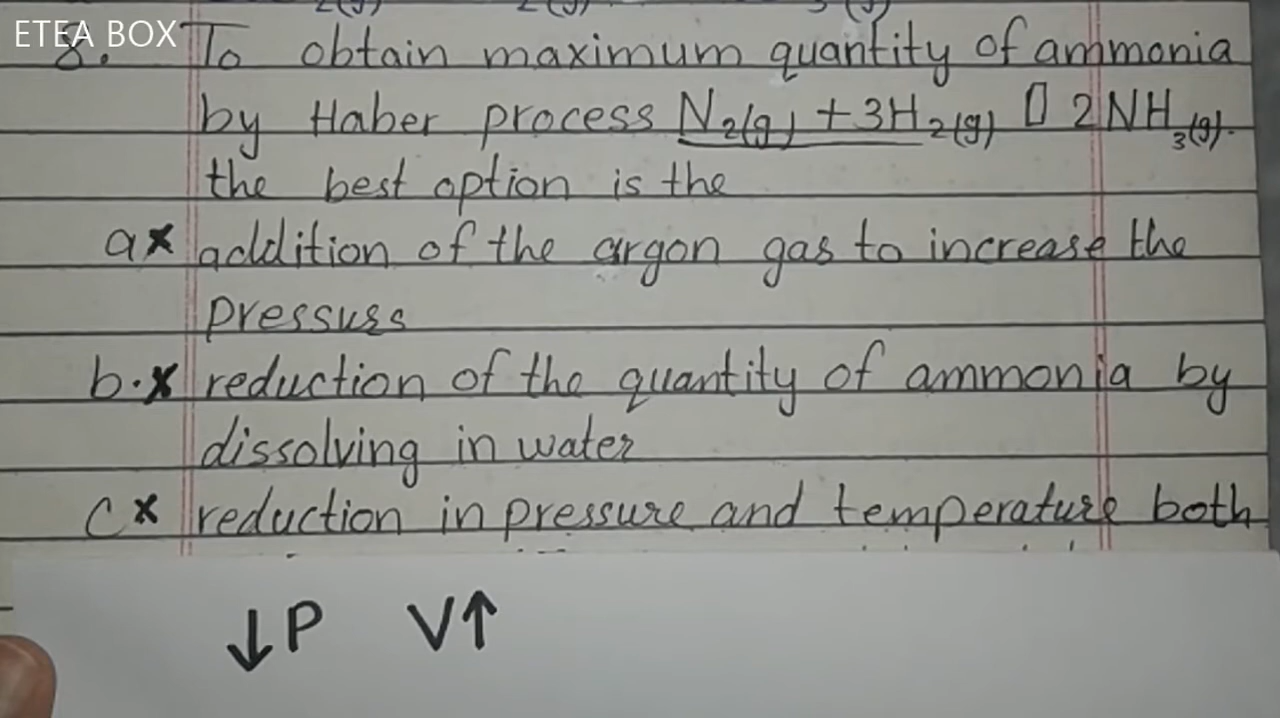 ETEA BOX
8. To obtain maximum quantity of ammonia
by Haber process N2(g) + 3H2(g) ▯ 2NH3(g).
the best option is the
a× addition of the argon gas to increase the
pressuss
b.× reduction of the quantity of ammonia by
dissolving in water
c× reduction in pressure and temperature both
↓P V↑